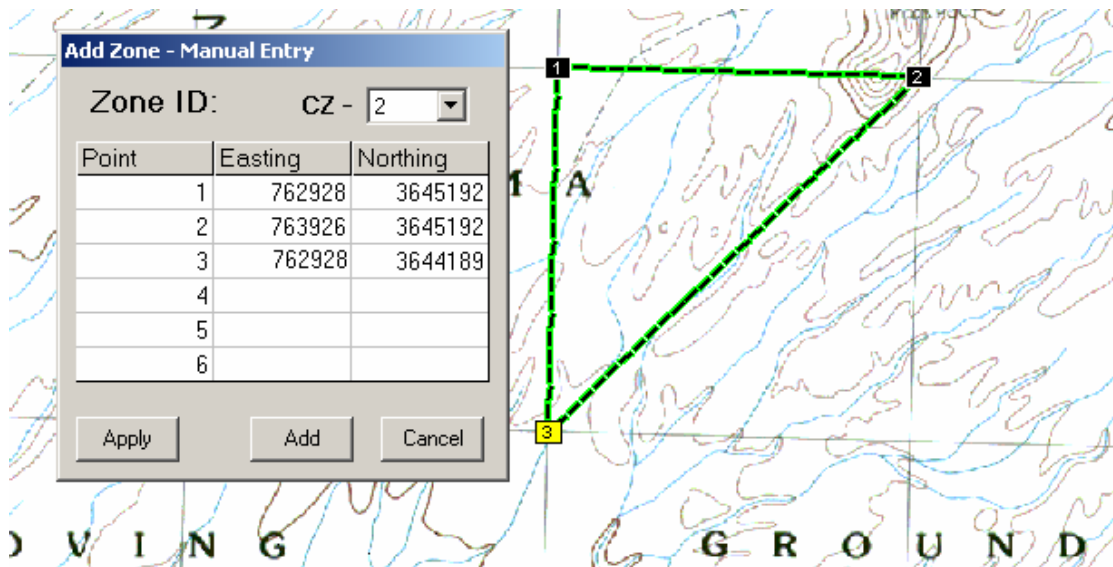 Add Zone - Manual Entry
Zone ID: CZ - 2
Point Easting Northing
1 762928 3645192
2 763926 3645192
3 762928 3644189
4
5
6
Apply Add Cancel
1
2
M A
3
O V I N G G R O U N D